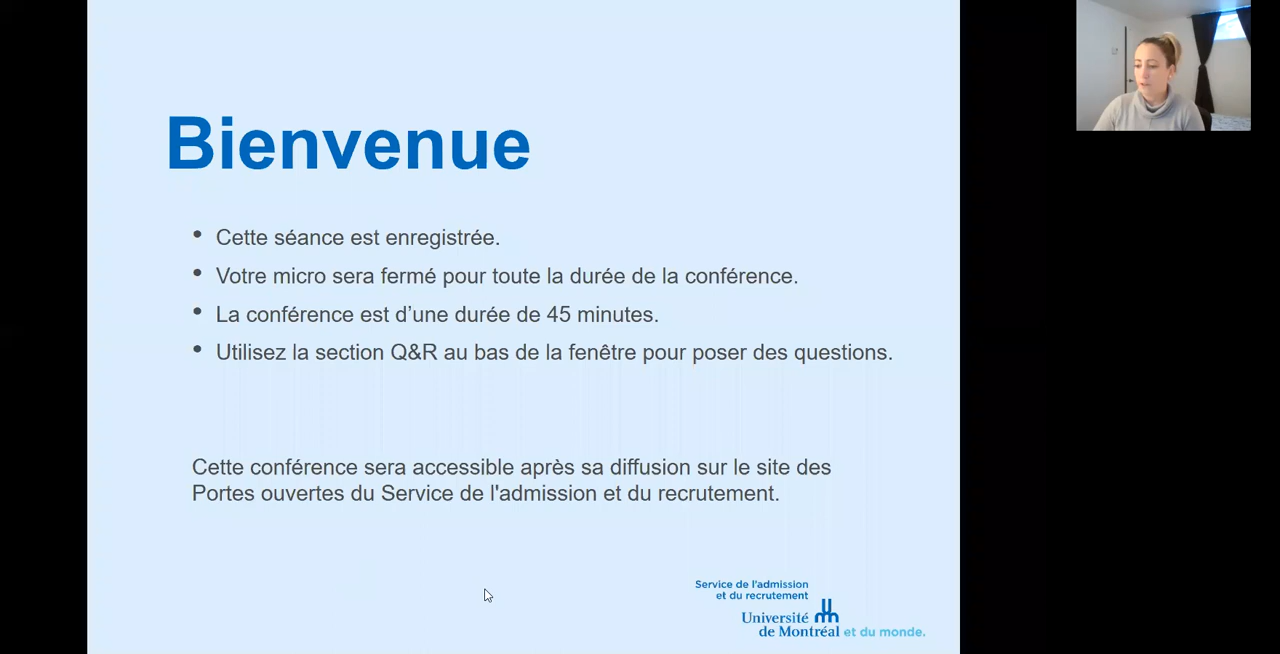 Bienvenue
• Cette séance est enregistrée.
• Votre micro sera fermé pour toute la durée de la conférence.
• La conférence est d’une durée de 45 minutes.
• Utilisez la section Q&R au bas de la fenêtre pour poser des questions.
Cette conférence sera accessible après sa diffusion sur le site des
Portes ouvertes du Service de l'admission et du recrutement.
Service de l'admission
et du recrutement
Université
de Montréal et du monde.